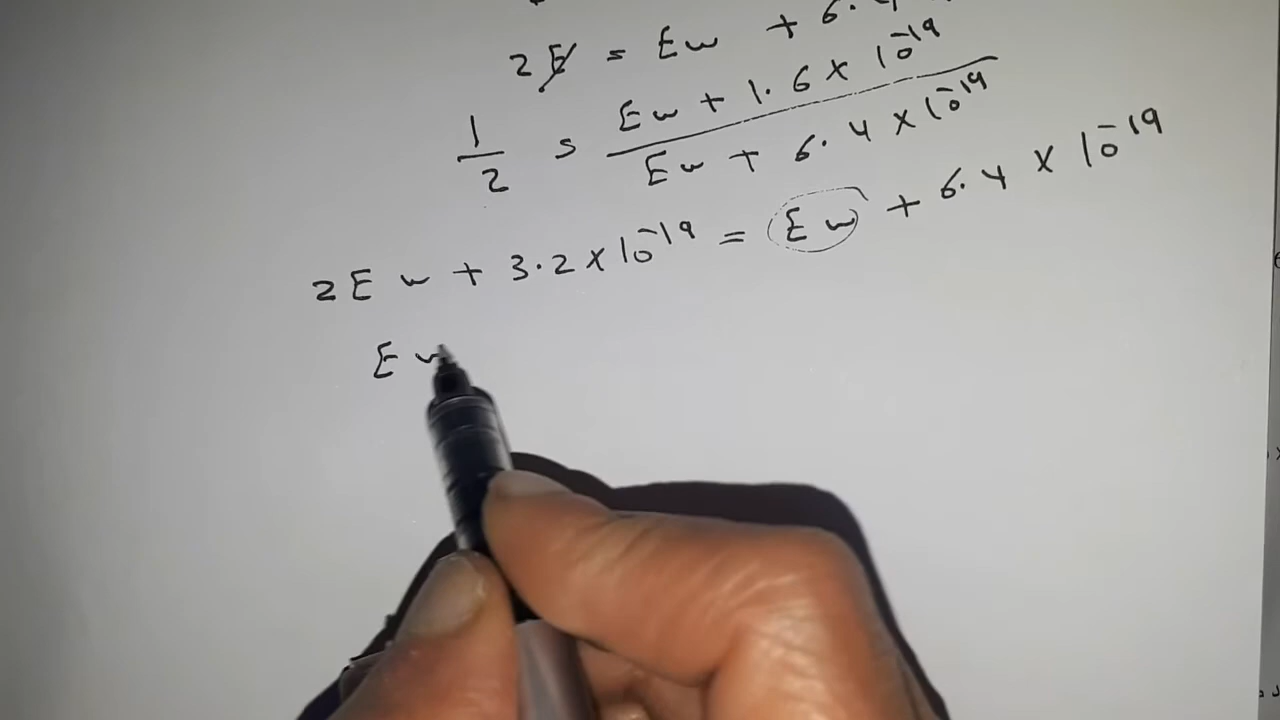 2E = Ew + 6.4
1/2 = (Ew + 1.6 × 10⁻¹⁹)/(Ew + 6.4 × 10⁻¹⁹)
2Ew + 3.2 × 10⁻¹⁹ = Ew + 6.4 × 10⁻¹⁹
Ew